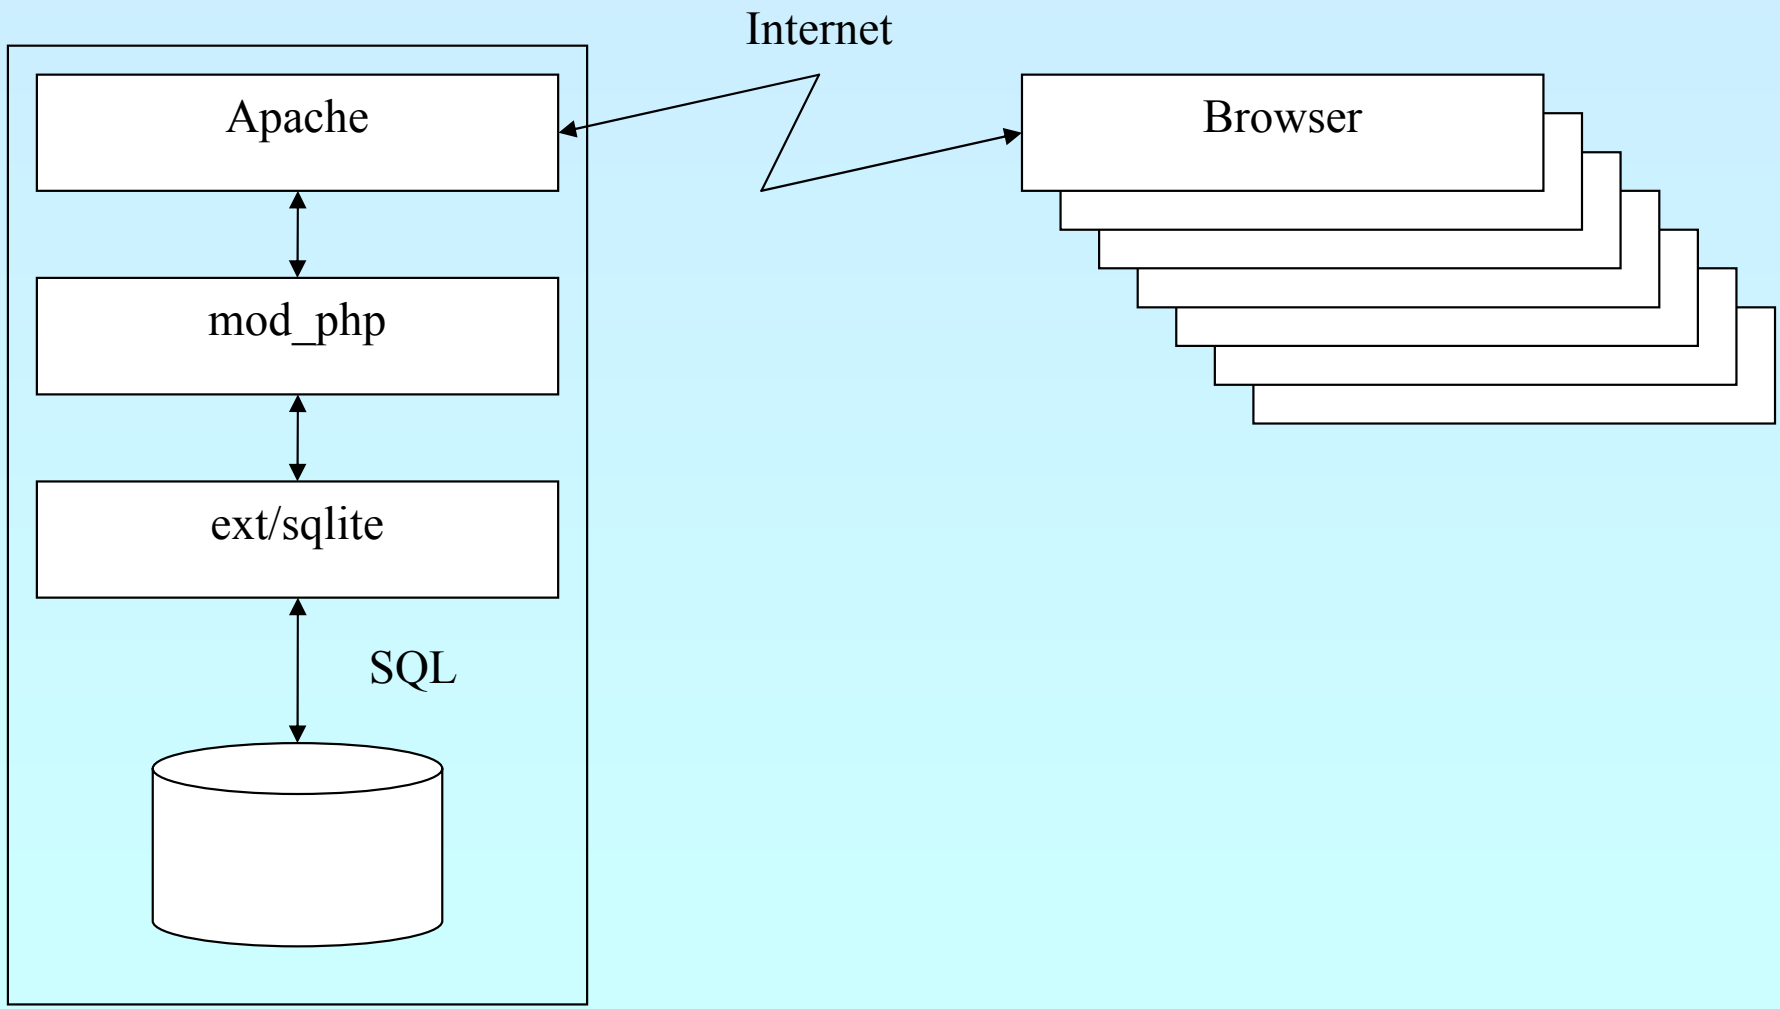 Internet
Apache
Browser
mod_php
ext/sqlite
SQL